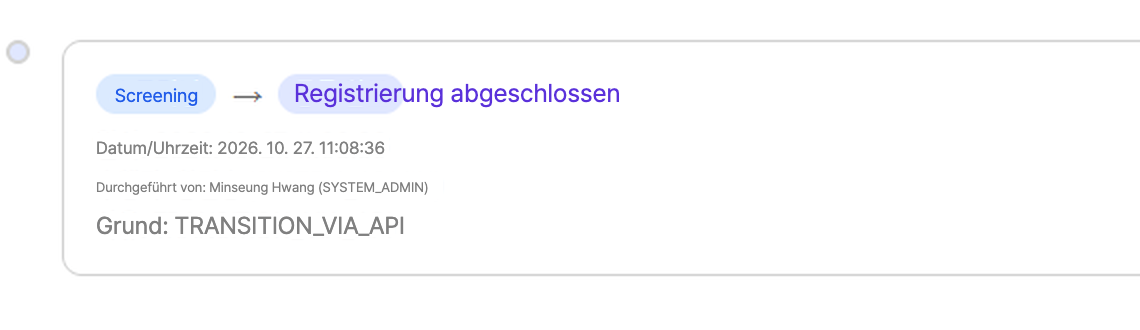 Screening → Registrierung abgeschlossen
Datum/Uhrzeit: 2026. 10. 27. 11:08:36
Durchgeführt von: Minseung Hwang (SYSTEM_ADMIN)
Grund: TRANSITION_VIA_API